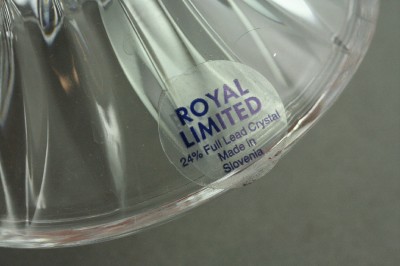 ROYAL
LIMITED
24% Full Lead Crystal
Made in
Slovenia